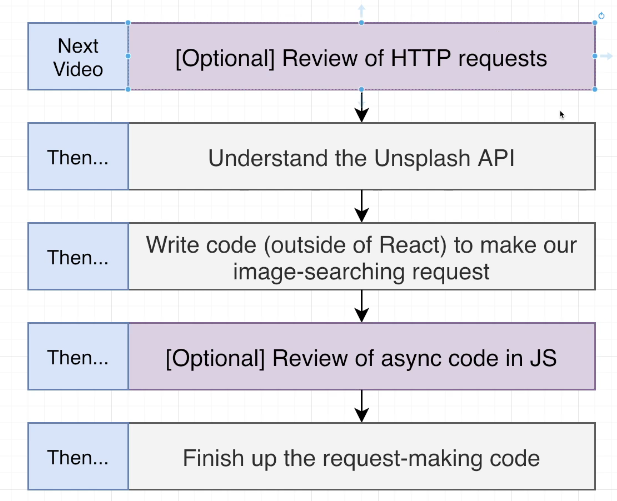 Next
Video
[Optional] Review of HTTP requests
Then...
Understand the Unsplash API
Then...
Write code (outside of React) to make our
image-searching request
Then...
[Optional] Review of async code in JS
Then...
Finish up the request-making code